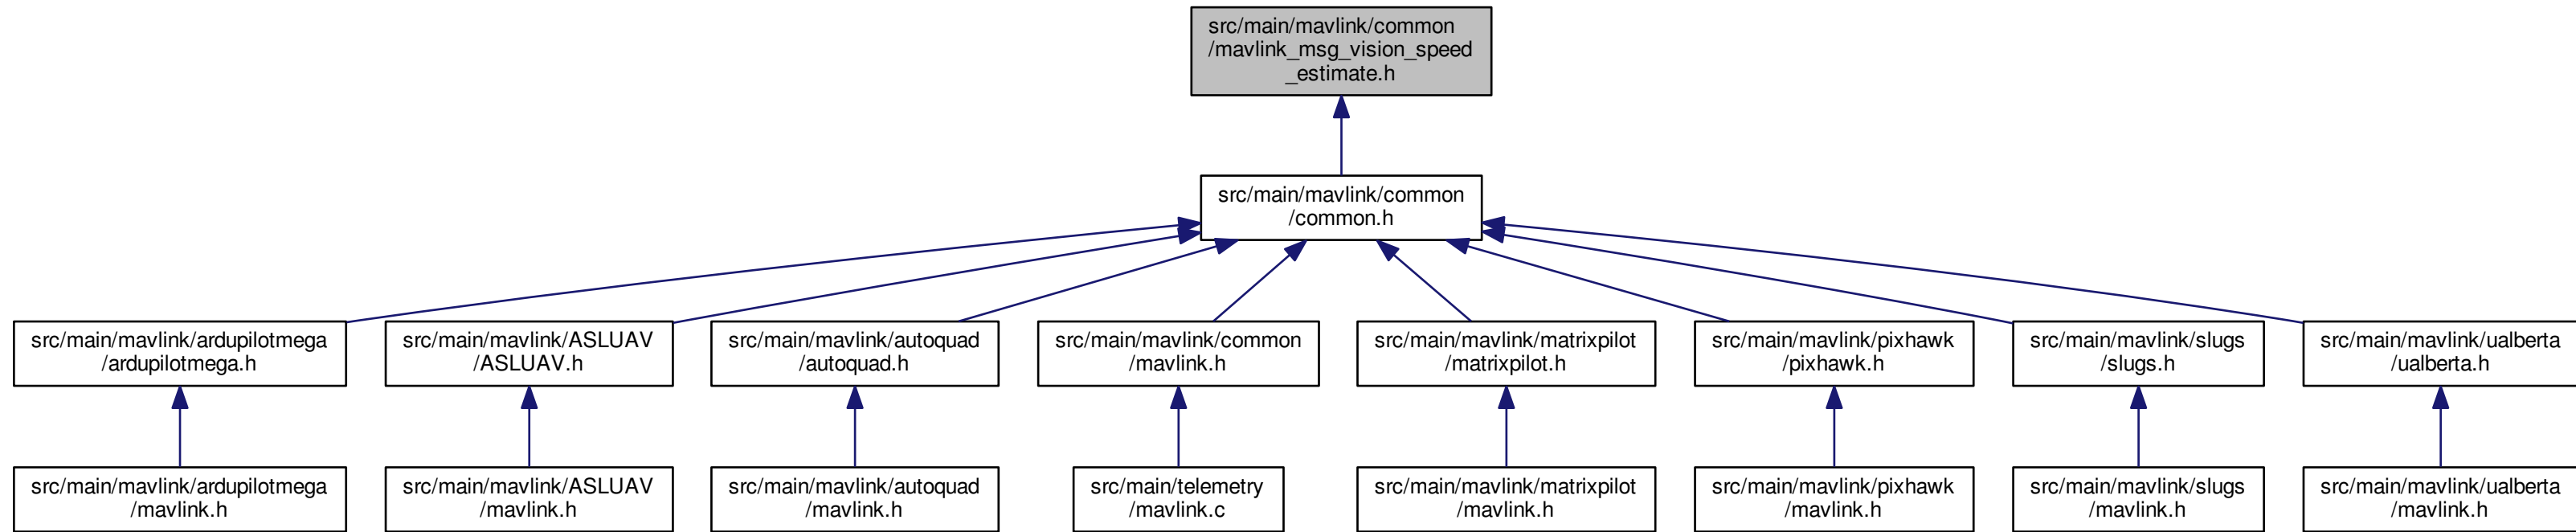 src/main/mavlink/common
/mavlink_msg_vision_speed
_estimate.h
src/main/mavlink/common
/common.h
src/main/mavlink/ardupilotmega
/ardupilotmega.h
src/main/mavlink/ASLUAV
/ASLUAV.h
src/main/mavlink/autoquad
/autoquad.h
src/main/mavlink/common
/mavlink.h
src/main/mavlink/matrixpilot
/matrixpilot.h
src/main/mavlink/pixhawk
/pixhawk.h
src/main/mavlink/slugs
/slugs.h
src/main/mavlink/ualberta
/ualberta.h
src/main/mavlink/ardupilotmega
/mavlink.h
src/main/mavlink/ASLUAV
/mavlink.h
src/main/mavlink/autoquad
/mavlink.h
src/main/telemetry
/mavlink.c
src/main/mavlink/matrixpilot
/mavlink.h
src/main/mavlink/pixhawk
/mavlink.h
src/main/mavlink/slugs
/mavlink.h
src/main/mavlink/ualberta
/mavlink.h